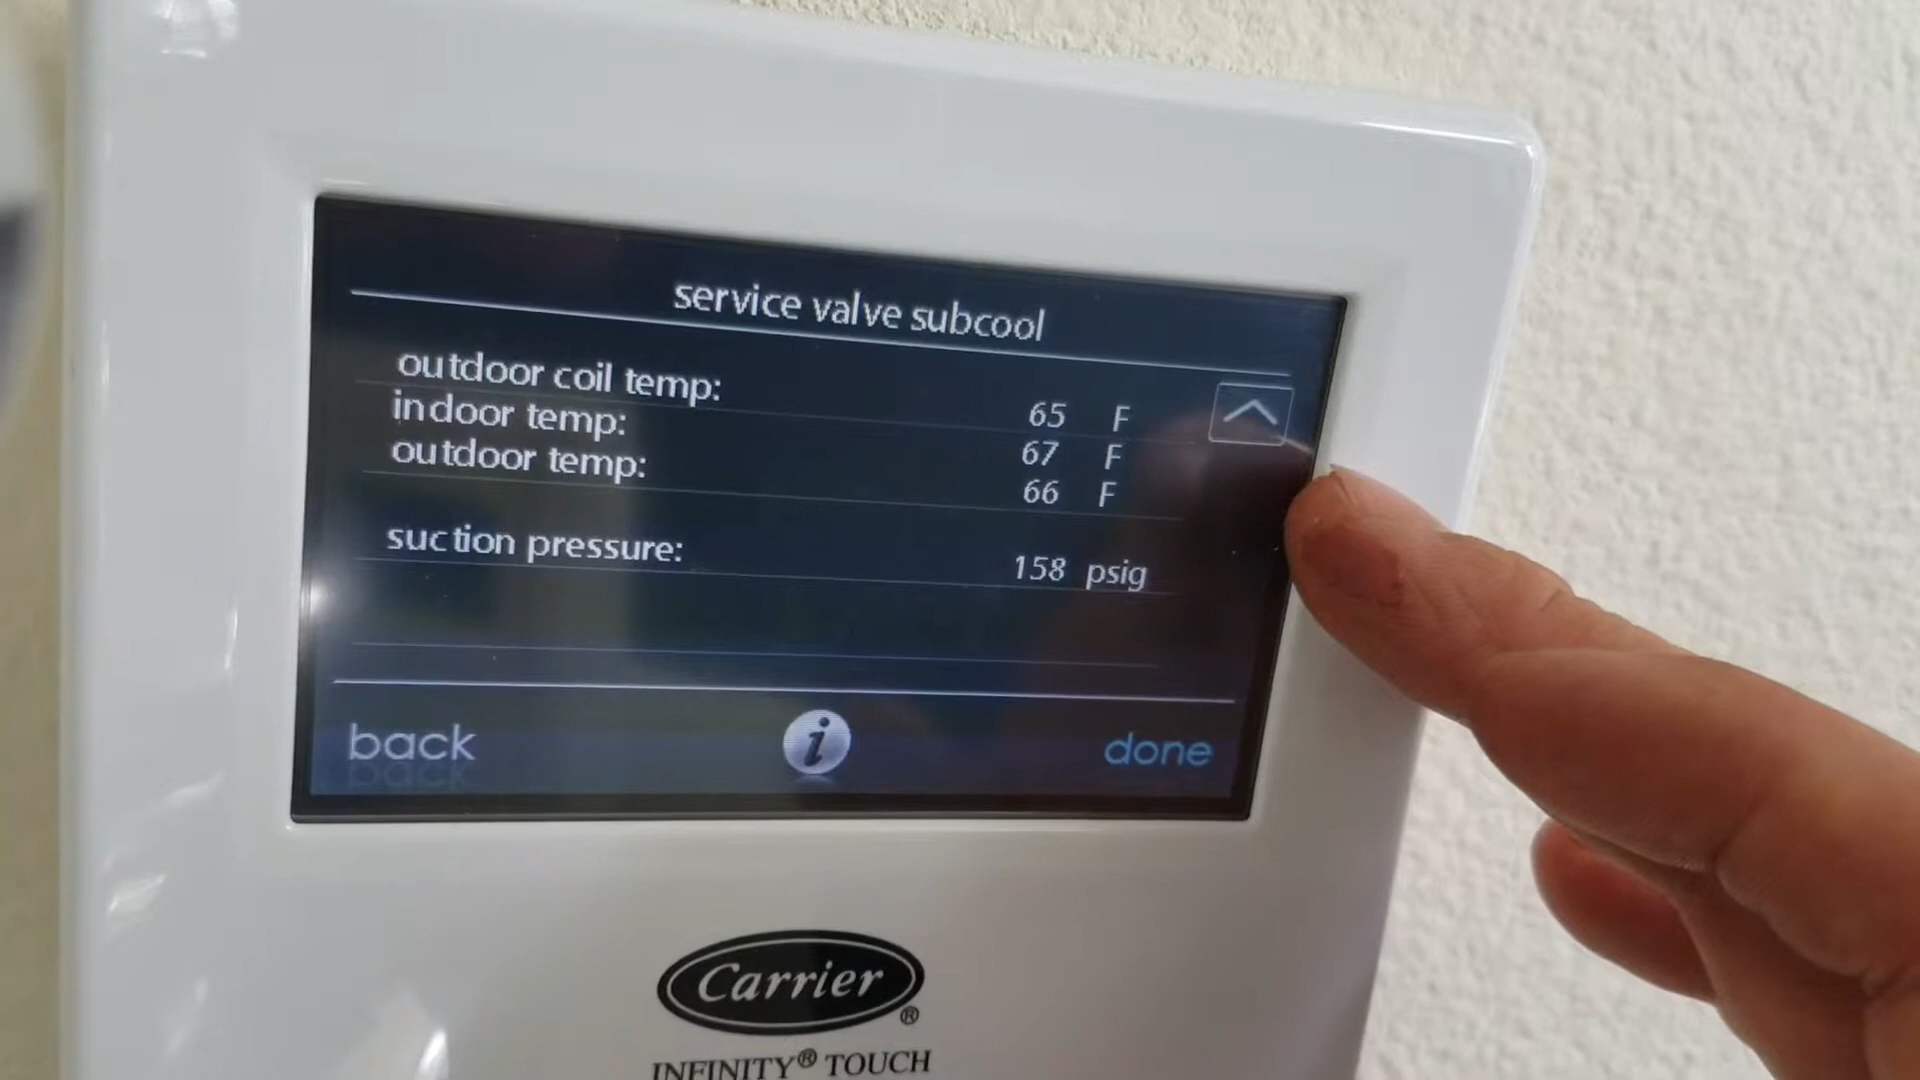 service valve subcool
outdoor coil temp: 65 F
indoor temp: 67 F
outdoor temp: 66 F
suction pressure: 158 psig
back i done
Carrier ®
INFINITY® TOUCH